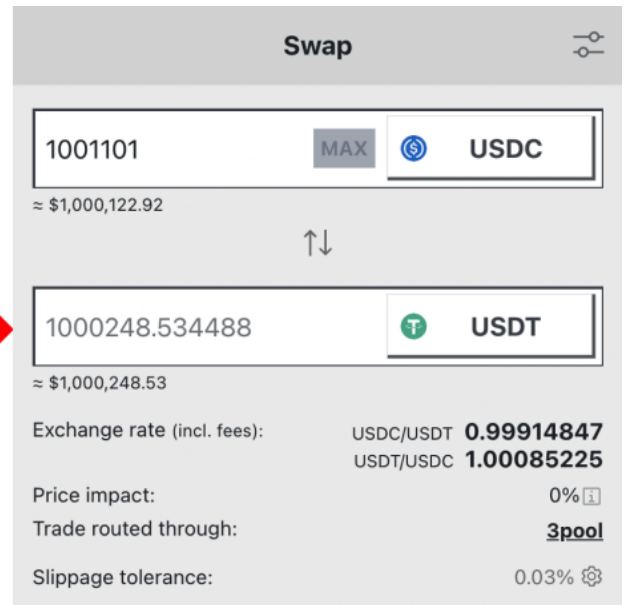 Swap
1001101 MAX USDC
≈ $1,000,122.92
↑↓
1000248.534488 USDT
≈ $1,000,248.53
Exchange rate (incl. fees): USDC/USDT 0.99914847
USDT/USDC 1.00085225
Price impact: 0% i
Trade routed through: 3pool
Slippage tolerance: 0.03%